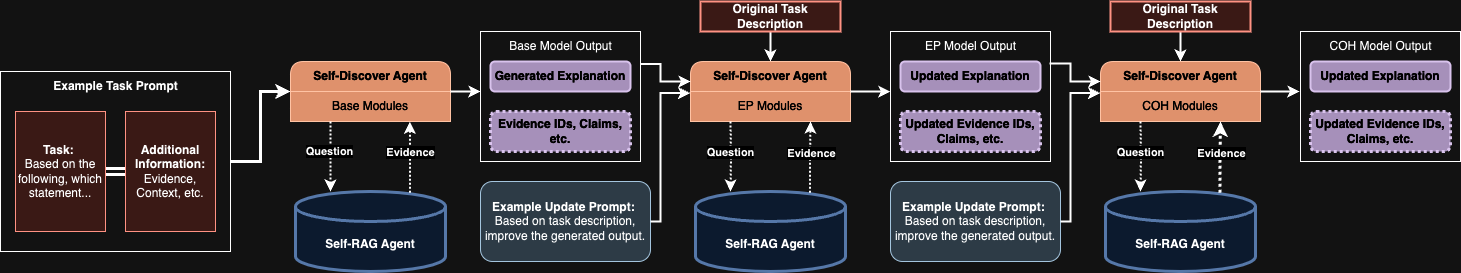 Example Task Prompt
Task:
Based on the
following, which
statement...
Additional
Information:
Evidence,
Context, etc.
Self-Discover Agent
Base Modules
Question
Evidence
Self-RAG Agent
Base Model Output
Generated Explanation
Evidence IDs, Claims,
etc.
Example Update Prompt:
Based on task description,
improve the generated output.
Original Task
Description
Self-Discover Agent
EP Modules
Question
Evidence
Self-RAG Agent
EP Model Output
Updated Explanation
Updated Evidence IDs,
Claims, etc.
Example Update Prompt:
Based on task description,
improve the generated output.
Original Task
Description
Self-Discover Agent
COH Modules
Question
Evidence
Self-RAG Agent
COH Model Output
Updated Explanation
Updated Evidence IDs,
Claims, etc.